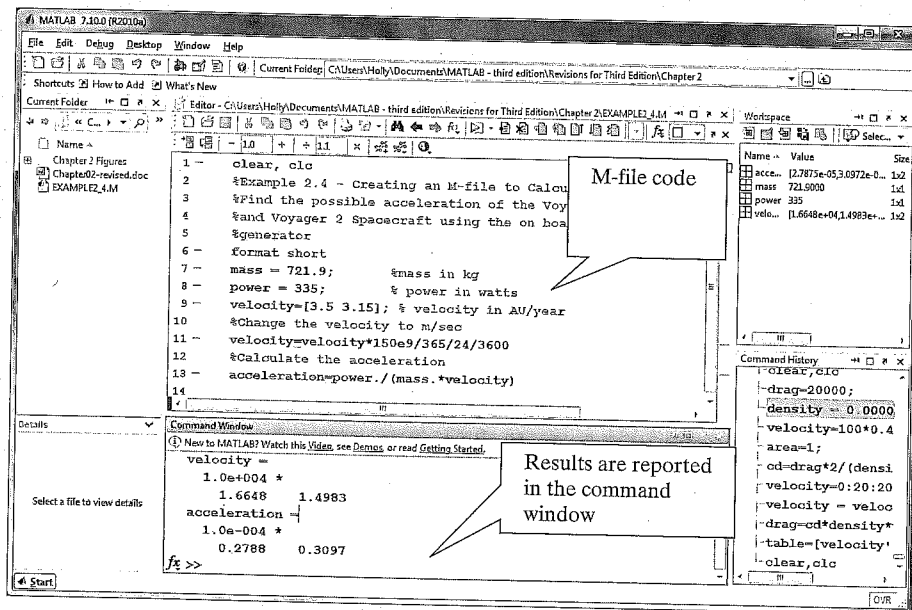 MATLAB 7.10.0 (R2010a)
File Edit Debug Desktop Window Help
Current Folder: C:\Users\Holly\Documents\MATLAB - third edition\Revisions for Third Edition\Chapter 2
Shortcuts How to Add What's New
Current Folder
« C...
Name
Chapter 2 Figures
Chapter02-revised.doc
EXAMPLE2_4.M
Details
Select a file to view details
Editor - C:\Users\Holly\Documents\MATLAB - third edition\Revisions for Third Edition\Chapter 2\EXAMPLE2_4.M
- 1.0 + ÷ 1.1 ×
1 – clear, clc
2 %Example 2.4 - Creating an M-file to Calcu
3 %Find the possible acceleration of the Voy
4 %and Voyager 2 Spacecraft using the on boa
5 %generator
6 – format short
7 – mass = 721.9; %mass in kg
8 – power = 335; % power in watts
9 – velocity=[3.5 3.15]; % velocity in AU/year
10 %Change the velocity to m/sec
11 – velocity=velocity*150e9/365/24/3600
12 %Calculate the acceleration
13 – acceleration=power./(mass.*velocity)
14
M-file code
Command Window
New to MATLAB? Watch this Video, see Demos, or read Getting Started.
velocity =
1.0e+004 *
1.6648 1.4983
acceleration =
1.0e-004 *
0.2788 0.3097
fx >>
Results are reported
in the command
window
Workspace
Selec...
Name Value Size
acce... [2.7875e-05,3.0972e-0... 1x2
mass 721.9000 1x1
power 335 1x1
velo... [1.6648e+04,1.4983e+... 1x2
Command History
clear,clc
drag=20000;
density = 0.0000
velocity=100*0.4
area=1;
cd=drag*2/(densi
velocity=0:20:20
velocity = veloc
drag=cd*density*
table=[velocity'
clear,clc
Start
OVR